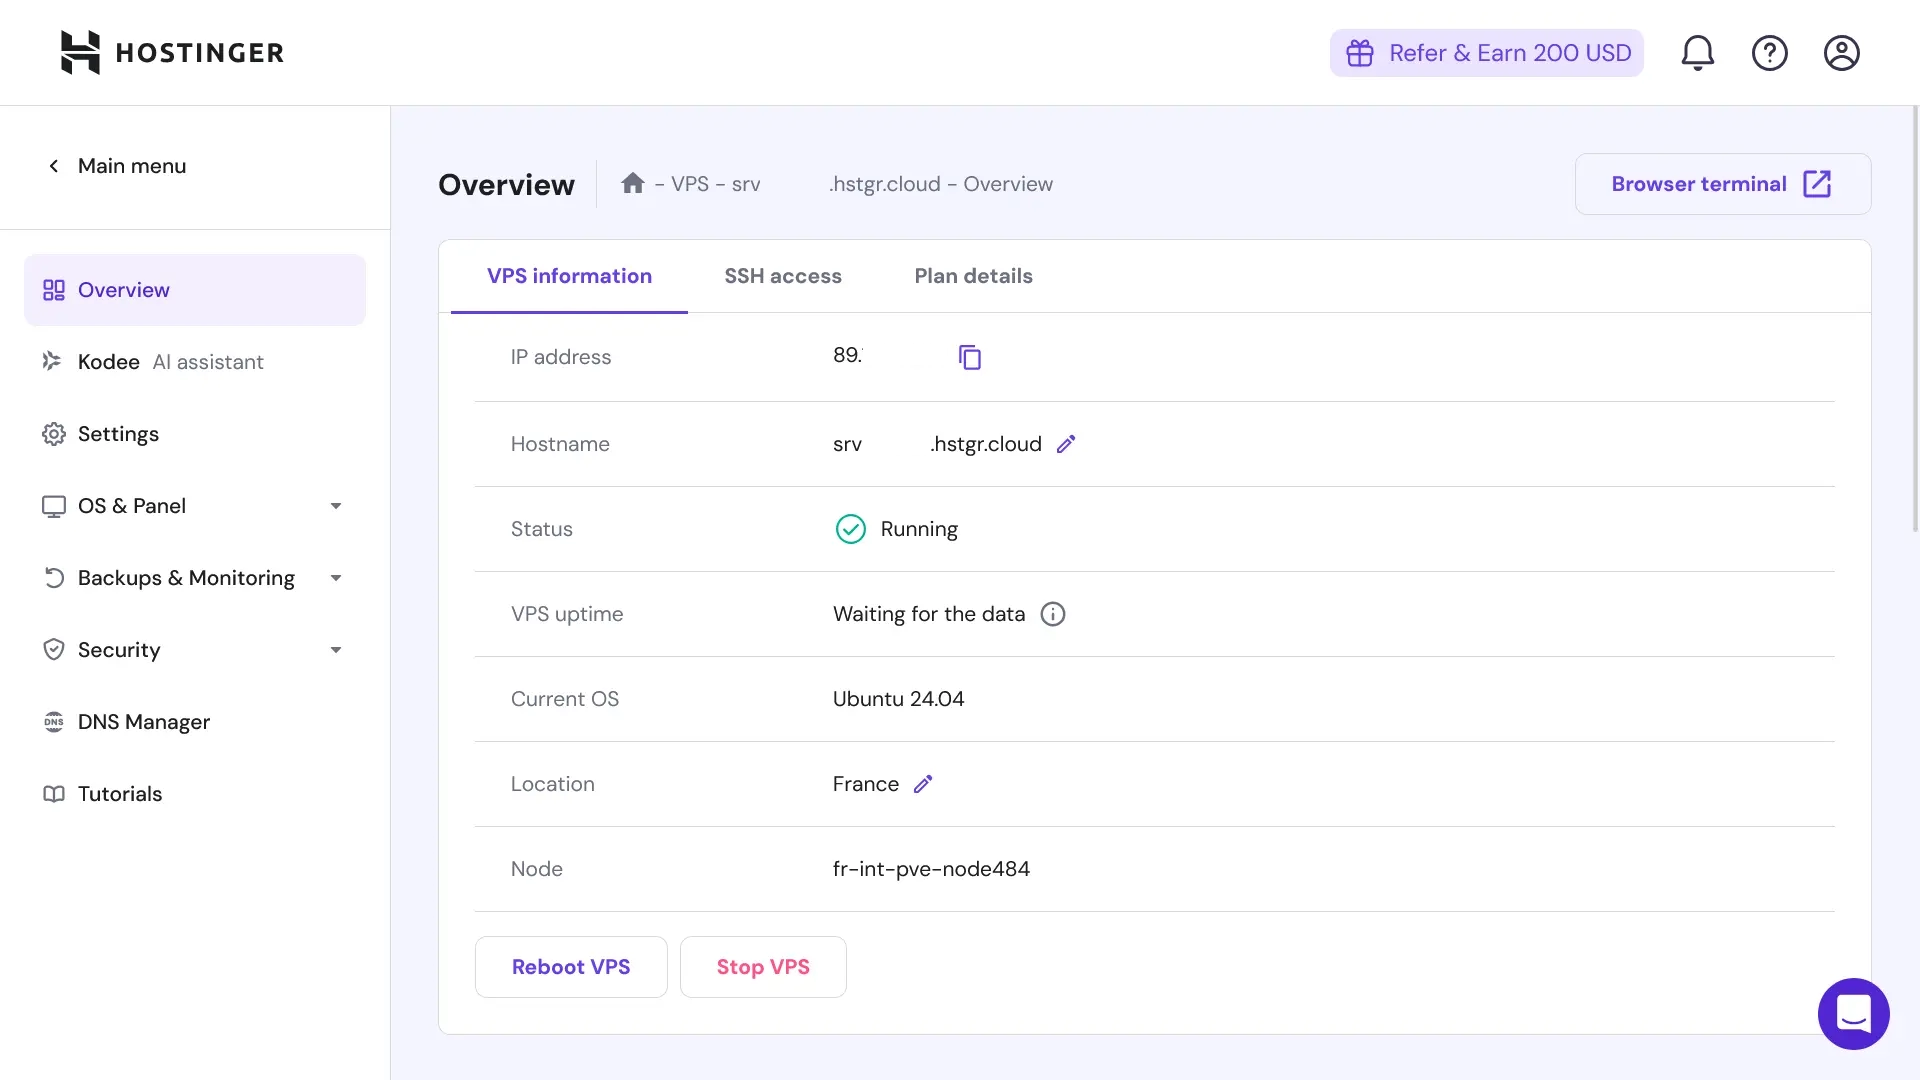 HOSTINGER
Refer & Earn 200 USD
Main menu
Overview
Kodee AI assistant
Settings
OS & Panel
Backups & Monitoring
Security
DNS
DNS Manager
Tutorials
Overview
- VPS - srv .hstgr.cloud - Overview
Browser terminal
VPS information
SSH access
Plan details
IP address
89.
Hostname
srv .hstgr.cloud
Status
Running
VPS uptime
Waiting for the data
Current OS
Ubuntu 24.04
Location
France
Node
fr-int-pve-node484
Reboot VPS
Stop VPS